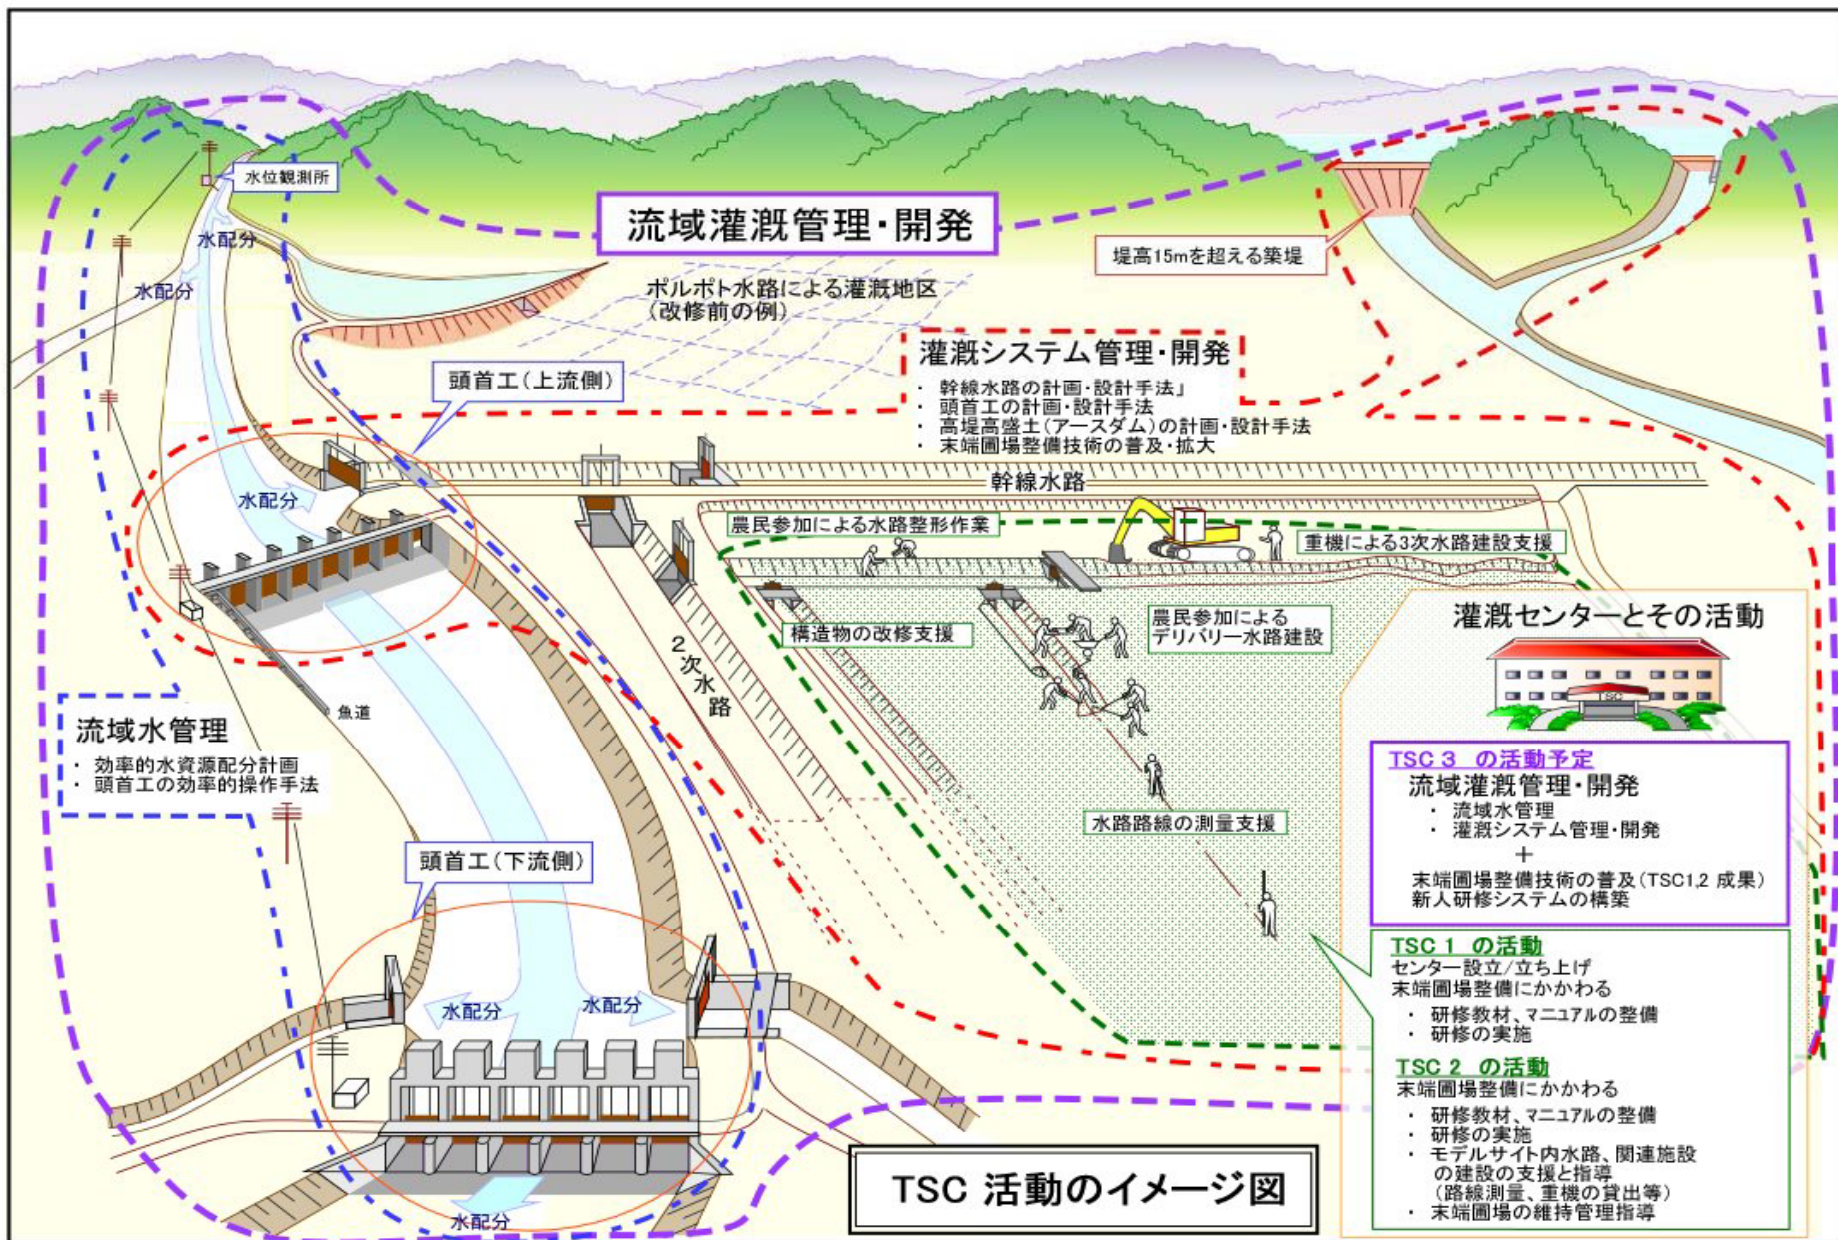 水位観測所
水配分
水配分
流域灌漑管理・開発
堤高15mを超える築堤
ポルポト水路による灌漑地区
(改修前の例)
灌漑システム管理・開発
・ 幹線水路の計画・設計手法」
・ 頭首工の計画・設計手法
・ 高堤高盛土(アースダム)の計画・設計手法
・ 末端圃場整備技術の普及・拡大
頭首工(上流側)
水配分
幹線水路
農民参加による水路整形作業
重機による3次水路建設支援
構造物の改修支援
農民参加による
デリバリー水路建設
2次水路
魚道
流域水管理
・ 効率的水資源配分計画
・ 頭首工の効率的操作手法
水路路線の測量支援
頭首工(下流側)
水配分
水配分
水配分
灌漑センターとその活動
TSC
TSC 3 の活動予定
流域灌漑管理・開発
・ 流域水管理
・ 灌漑システム管理・開発
+
末端圃場整備技術の普及(TSC1,2 成果)
新人研修システムの構築
TSC 1 の活動
センター設立/立ち上げ
末端圃場整備にかかわる
・ 研修教材、マニュアルの整備
・ 研修の実施
TSC 2 の活動
末端圃場整備にかかわる
・ 研修教材、マニュアルの整備
・ 研修の実施
・ モデルサイト内水路、関連施設
の建設の支援と指導
(路線測量、重機の貸出等)
・ 末端圃場の維持管理指導
TSC 活動のイメージ図